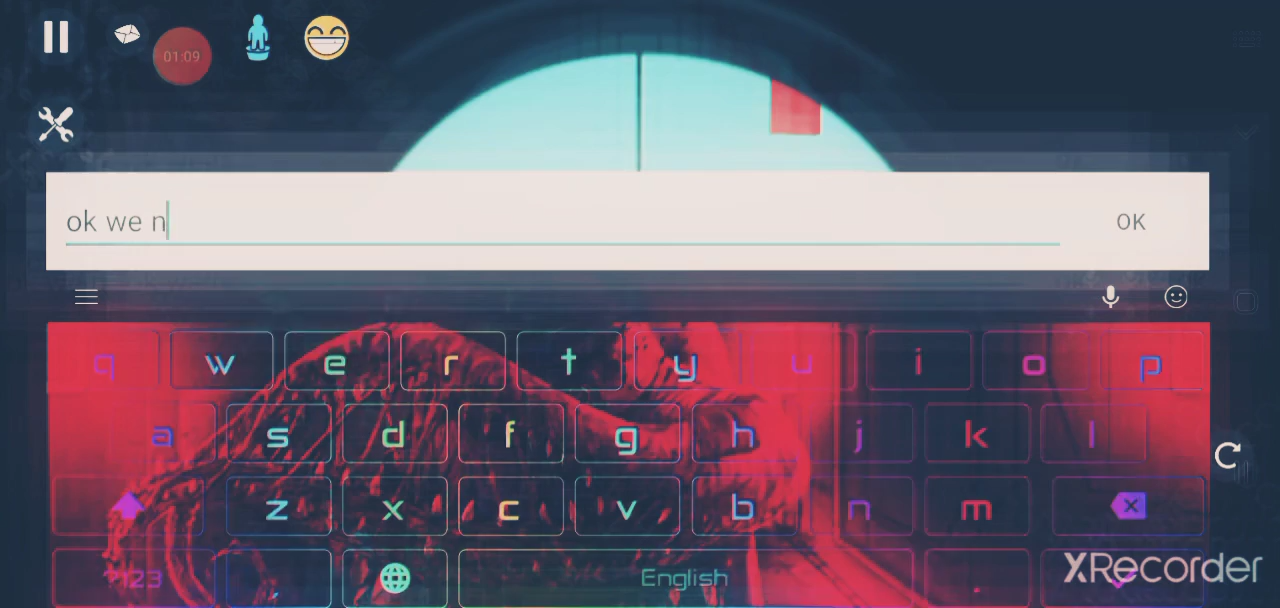 01:09
ok we n
OK
q w e r t y u i o p
a s d f g h j k l
z x c v b n m
?123 , English .
XRecorder